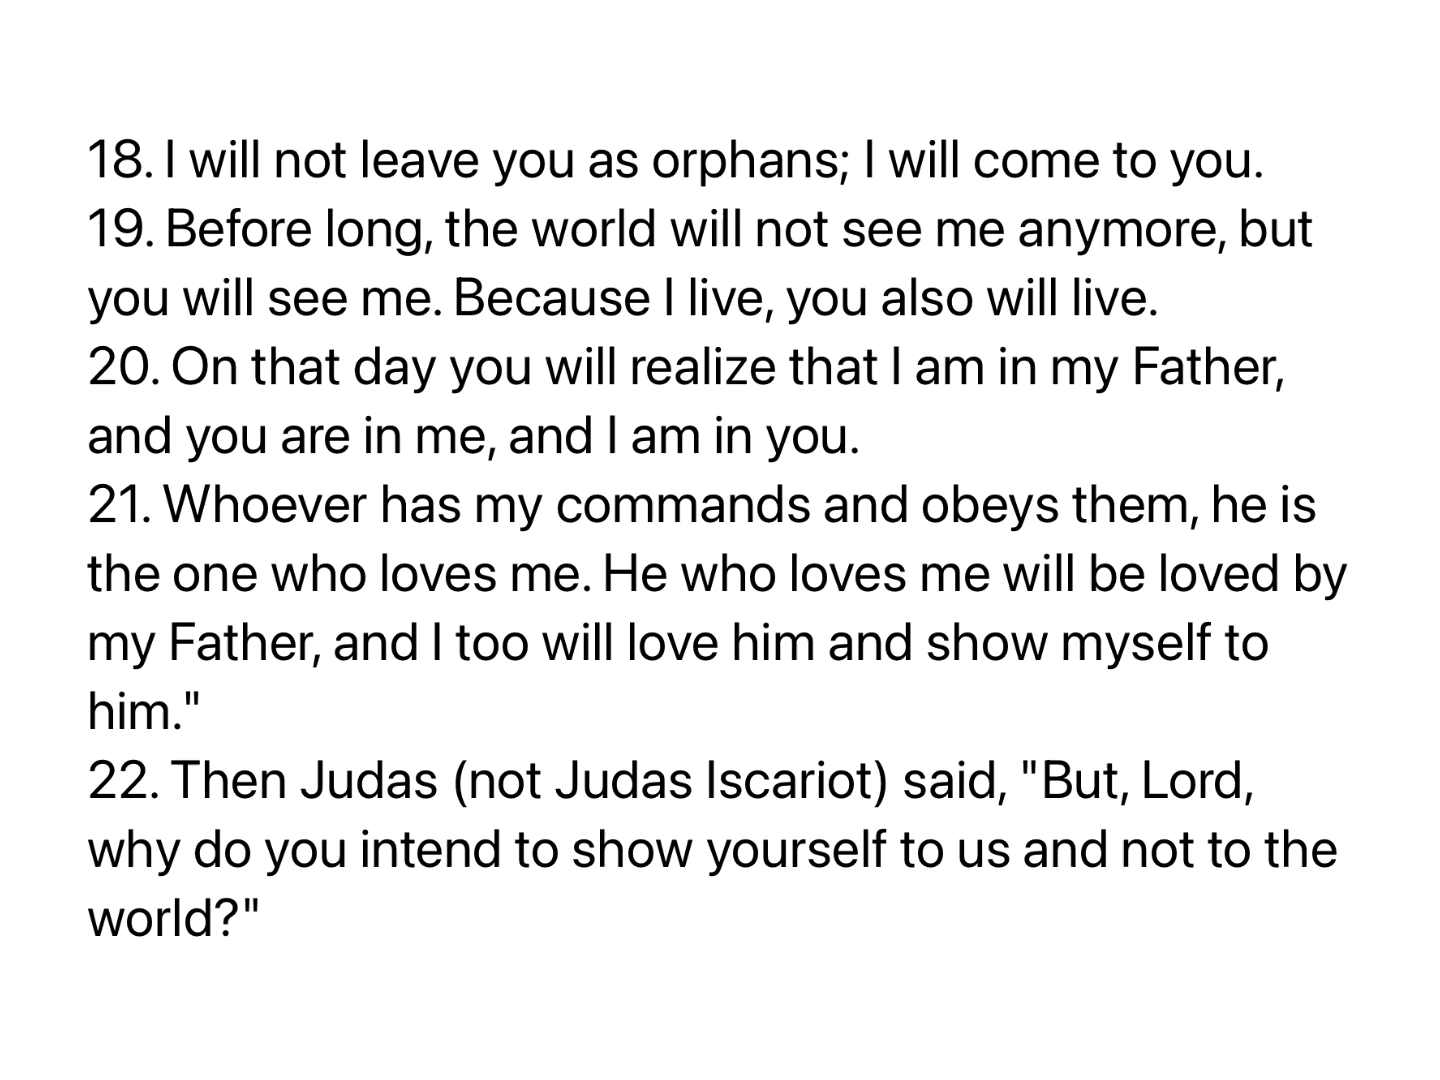 18. I will not leave you as orphans; I will come to you.
19. Before long, the world will not see me anymore, but
you will see me. Because I live, you also will live.
20. On that day you will realize that I am in my Father,
and you are in me, and I am in you.
21. Whoever has my commands and obeys them, he is
the one who loves me. He who loves me will be loved by
my Father, and I too will love him and show myself to
him."
22. Then Judas (not Judas Iscariot) said, "But, Lord,
why do you intend to show yourself to us and not to the
world?"